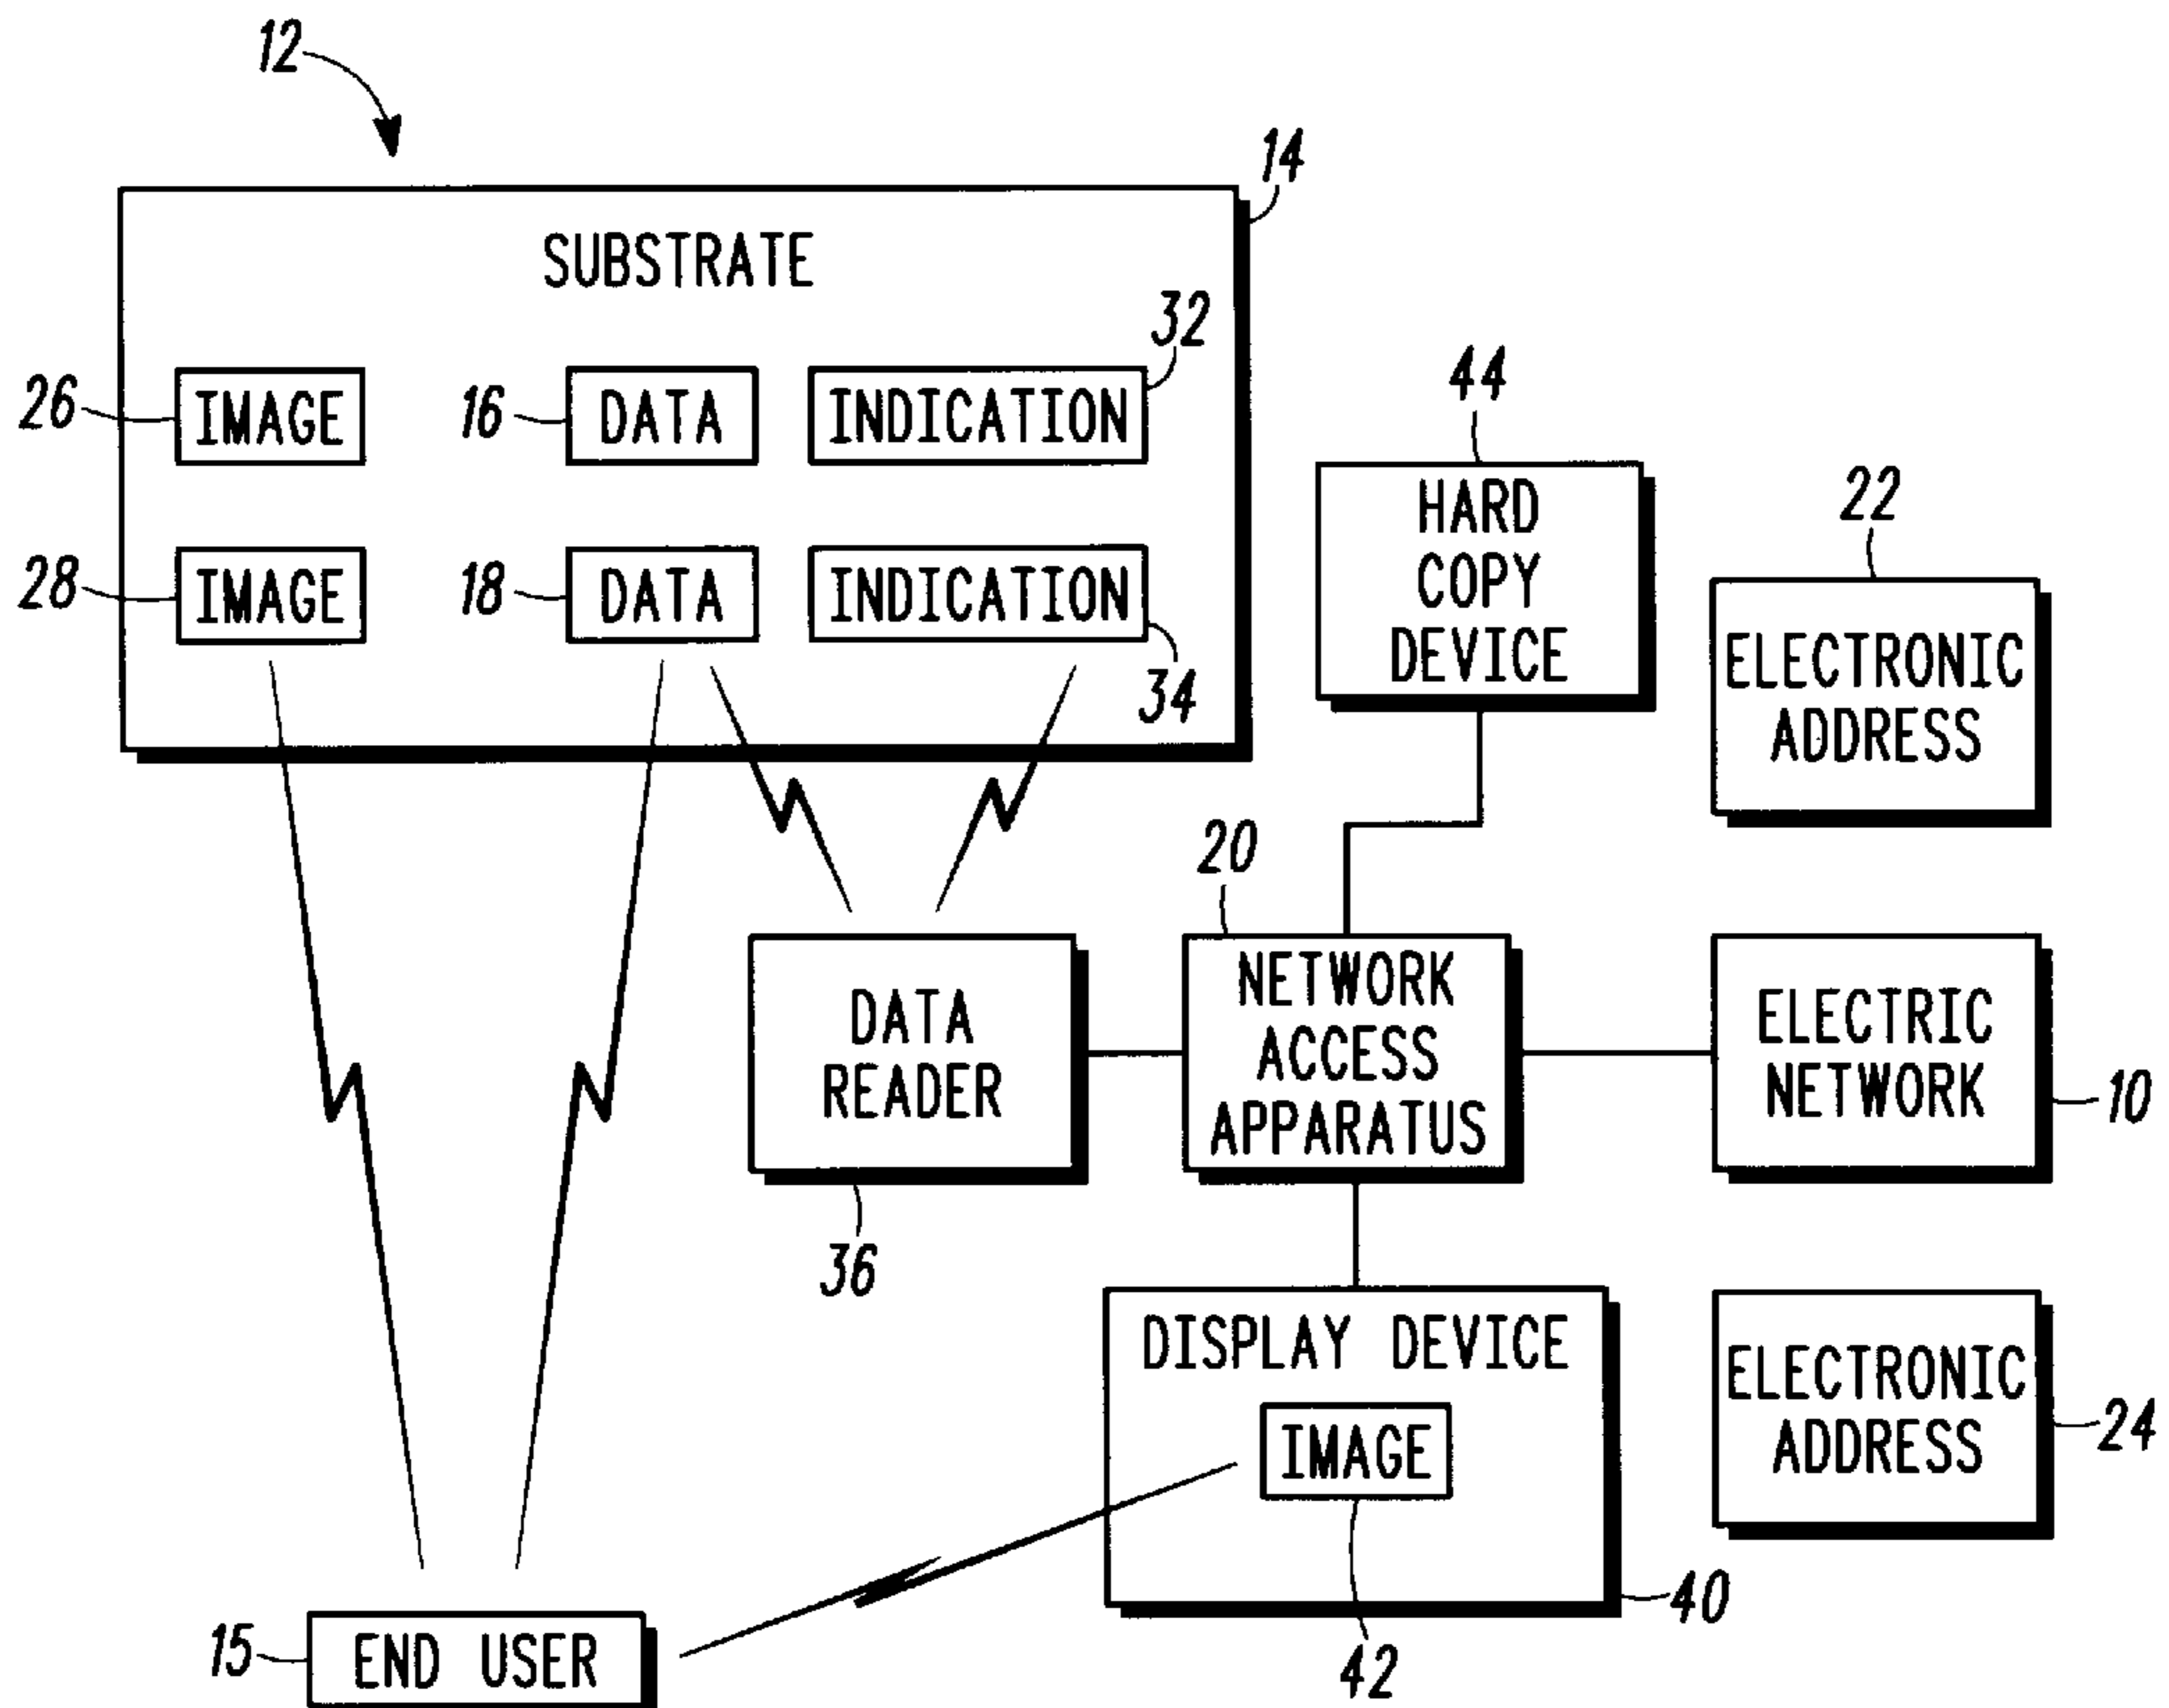 12
14
SUBSTRATE
32
26 IMAGE 16 DATA INDICATION
28 IMAGE 18 DATA INDICATION
34
44
HARD
COPY
DEVICE
22
ELECTRONIC
ADDRESS
20
DATA
READER
36
NETWORK
ACCESS
APPARATUS
ELECTRIC
NETWORK
10
DISPLAY DEVICE
IMAGE
42
40
ELECTRONIC
ADDRESS
24
15 END USER